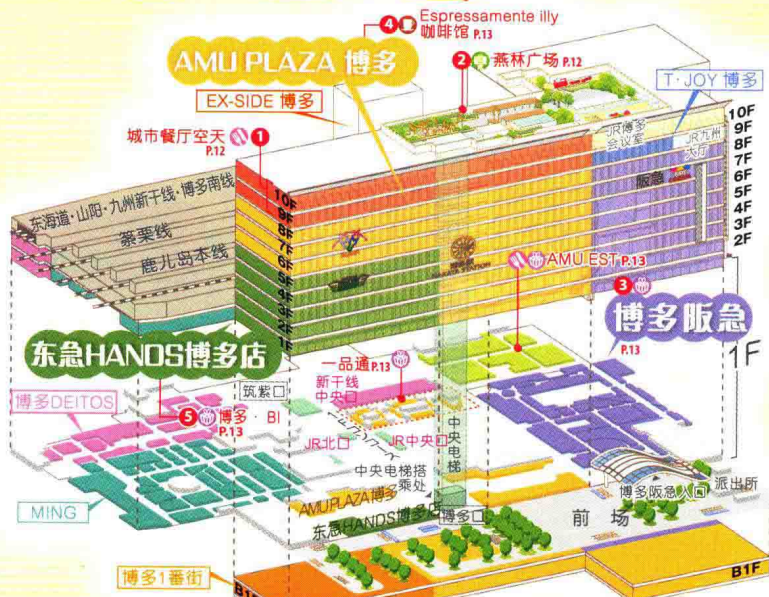 4 Espressamente illy
咖啡馆 P.13
AMU PLAZA 博多
2 燕林广场 P.12
T·JOY 博多
EX-SIDE 博多
城市餐厅空天 1
P.12
JR博多
会议室
JR九州
大厅
阪急
10F
9F
8F
7F
6F
5F
4F
3F
2F
10F
9F
8F
7F
6F
5F
4F
3F
2F
1F
东海道·山阳·九州新干线·博多南线
篠栗线
鹿儿岛本线
AMU EST P.13
3
博多阪急
P.13
1F
东急HANDS博多店
一品通 P.13
筑紫口
新干线
中央口
博多DEITOS
5 博多·BI
P.13
JR北口
JR中央口
中央电梯
中央电梯搭
乘处
AMUPLAZA博多
东急HANDS博多店
博多口
前场
博多阪急入口
派出所
MING
博多1番街
B1F
B1F